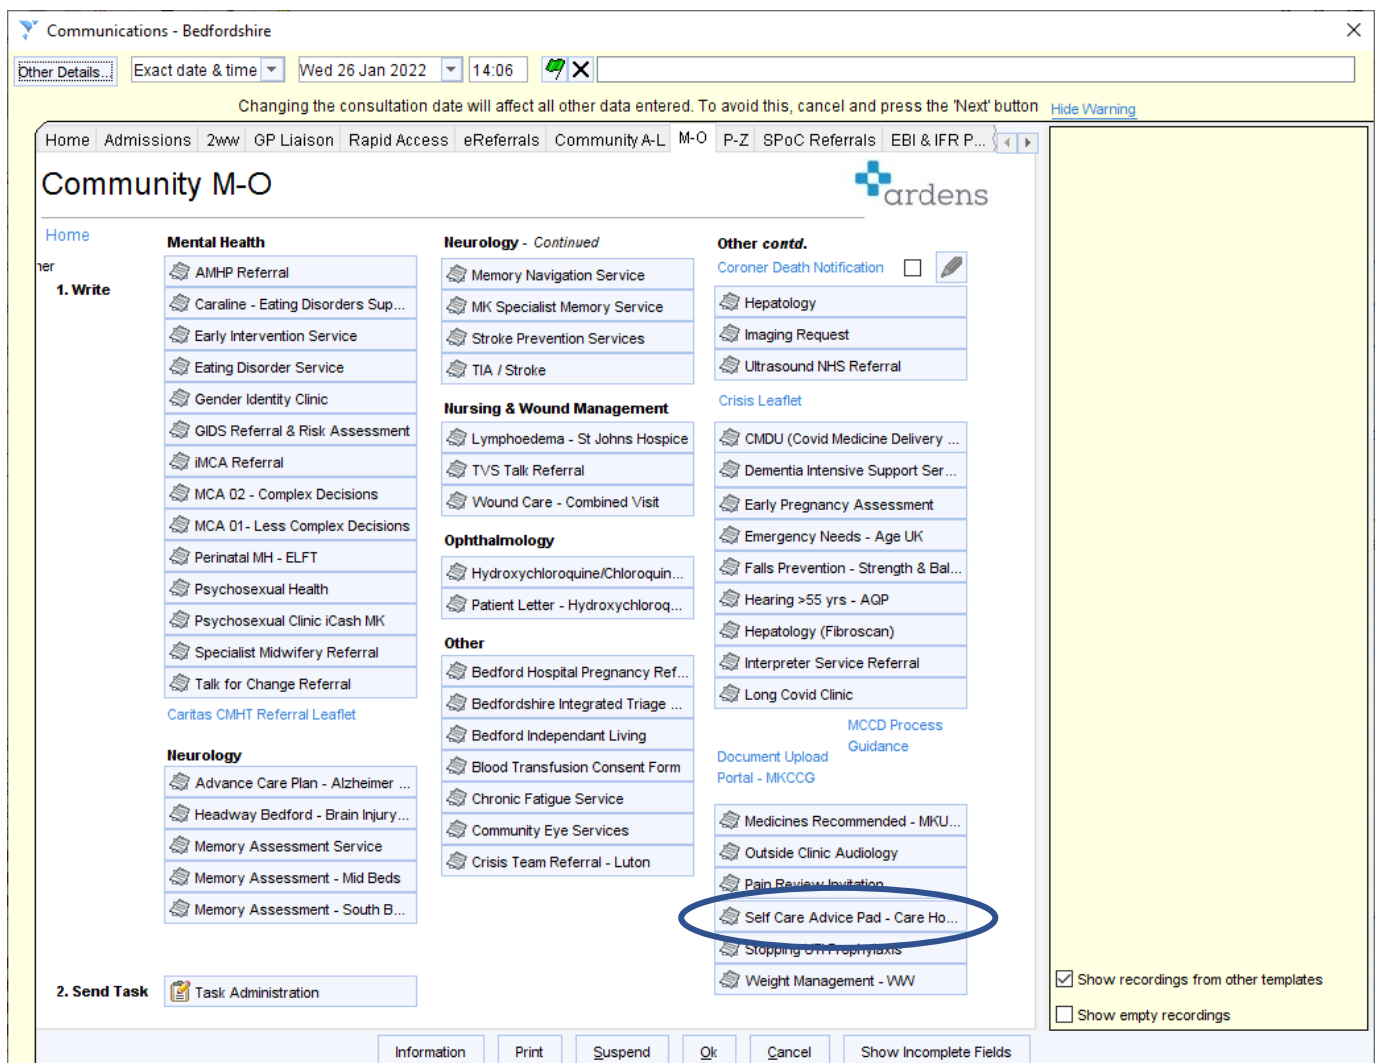 Communications - Bedfordshire
Other Details... Exact date & time Wed 26 Jan 2022 14:06
Changing the consultation date will affect all other data entered. To avoid this, cancel and press the 'Next' button Hide Warning
Home Admissions 2ww GP Liaison Rapid Access eReferrals Community A-L M-O P-Z SPoC Referrals EBI & IFR P...
Community M-O
ardens
Home
ner
1. Write
Mental Health
AMHP Referral
Caraline - Eating Disorders Sup...
Early Intervention Service
Eating Disorder Service
Gender Identity Clinic
GIDS Referral & Risk Assessment
iMCA Referral
MCA 02 - Complex Decisions
MCA 01- Less Complex Decisions
Perinatal MH - ELFT
Psychosexual Health
Psychosexual Clinic iCash MK
Specialist Midwifery Referral
Talk for Change Referral
Caritas CMHT Referral Leaflet
Neurology
Advance Care Plan - Alzheimer ...
Headway Bedford - Brain Injury...
Memory Assessment Service
Memory Assessment - Mid Beds
Memory Assessment - South B...
2. Send Task
Task Administration
Neurology - Continued
Memory Navigation Service
MK Specialist Memory Service
Stroke Prevention Services
TIA / Stroke
Nursing & Wound Management
Lymphoedema - St Johns Hospice
TVS Talk Referral
Wound Care - Combined Visit
Ophthalmology
Hydroxychloroquine/Chloroquin...
Patient Letter - Hydroxychloroq...
Other
Bedford Hospital Pregnancy Ref...
Bedfordshire Integrated Triage ...
Bedford Independant Living
Blood Transfusion Consent Form
Chronic Fatigue Service
Community Eye Services
Crisis Team Referral - Luton
Other contd.
Coroner Death Notification
Hepatology
Imaging Request
Ultrasound NHS Referral
Crisis Leaflet
CMDU (Covid Medicine Delivery ...
Dementia Intensive Support Ser...
Early Pregnancy Assessment
Emergency Needs - Age UK
Falls Prevention - Strength & Bal...
Hearing >55 yrs - AQP
Hepatology (Fibroscan)
Interpreter Service Referral
Long Covid Clinic
MCCD Process
Guidance
Document Upload
Portal - MKCCG
Medicines Recommended - MKU...
Outside Clinic Audiology
Pain Review Invitation
Self Care Advice Pad - Care Ho...
Stopping UTI Prophylaxis
Weight Management - WW
Show recordings from other templates
Show empty recordings
Information Print Suspend Ok Cancel Show Incomplete Fields